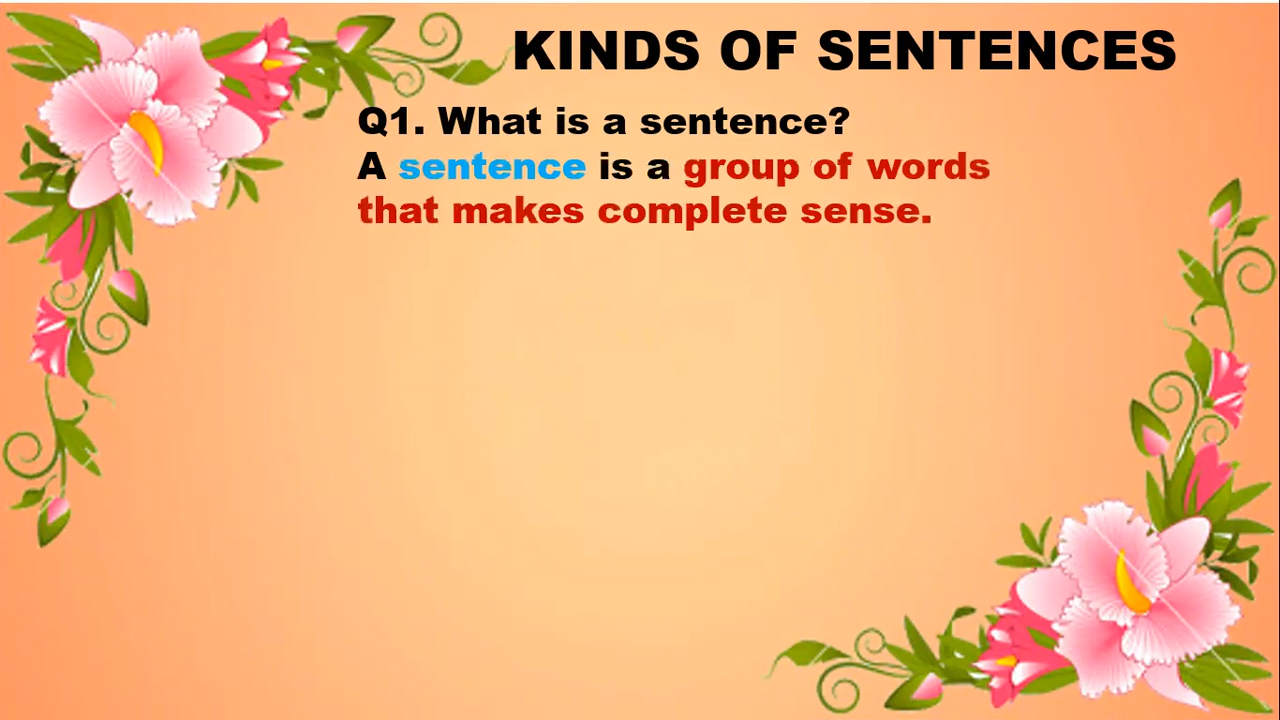 KINDS OF SENTENCES
Q1. What is a sentence?
A sentence is a group of words
that makes complete sense.